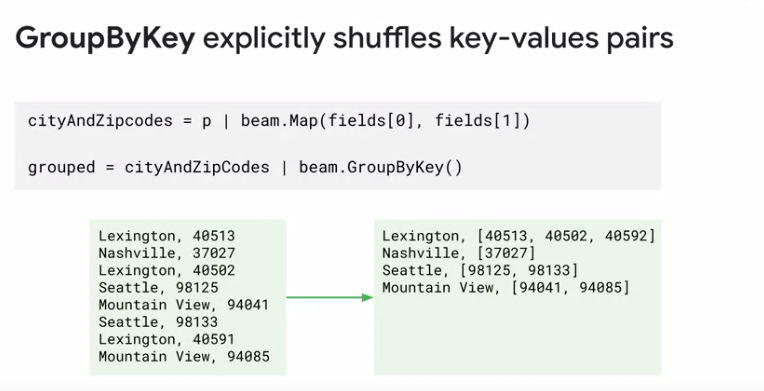 GroupByKey explicitly shuffles key-values pairs
cityAndZipcodes = p | beam.Map(fields[0], fields[1])
grouped = cityAndZipCodes | beam.GroupByKey()
Lexington, 40513
Nashville, 37027
Lexington, 40502
Seattle, 98125
Mountain View, 94041
Seattle, 98133
Lexington, 40591
Mountain View, 94085
Lexington, [40513, 40502, 40592]
Nashville, [37027]
Seattle, [98125, 98133]
Mountain View, [94041, 94085]